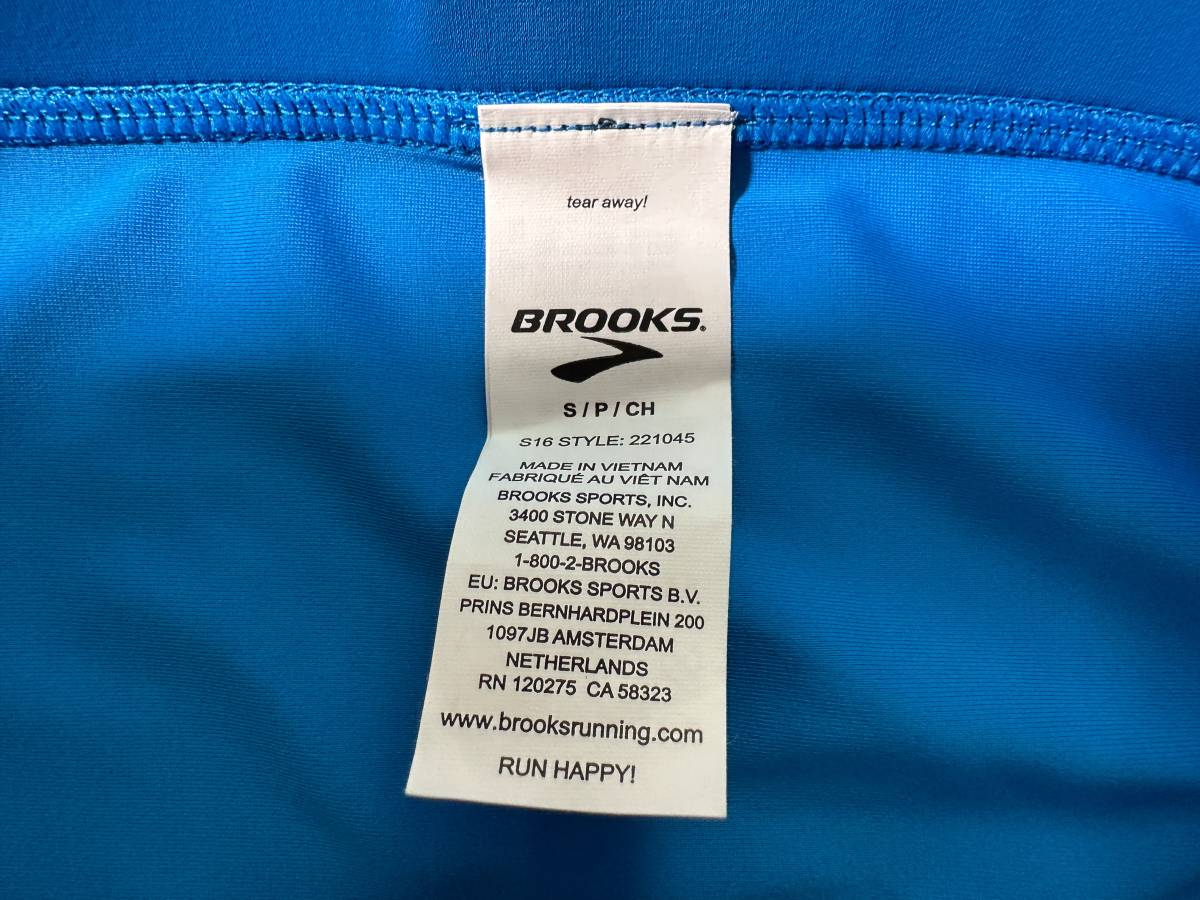 tear away!
BROOKS.
S / P / CH
S16 STYLE: 221045
MADE IN VIETNAM
FABRIQUÉ AU VIÊT NAM
BROOKS SPORTS, INC.
3400 STONE WAY N
SEATTLE, WA 98103
1-800-2-BROOKS
EU: BROOKS SPORTS B.V.
PRINS BERNHARDPLEIN 200
1097JB AMSTERDAM
NETHERLANDS
RN 120275 CA 58323
www.brooksrunning.com
RUN HAPPY!